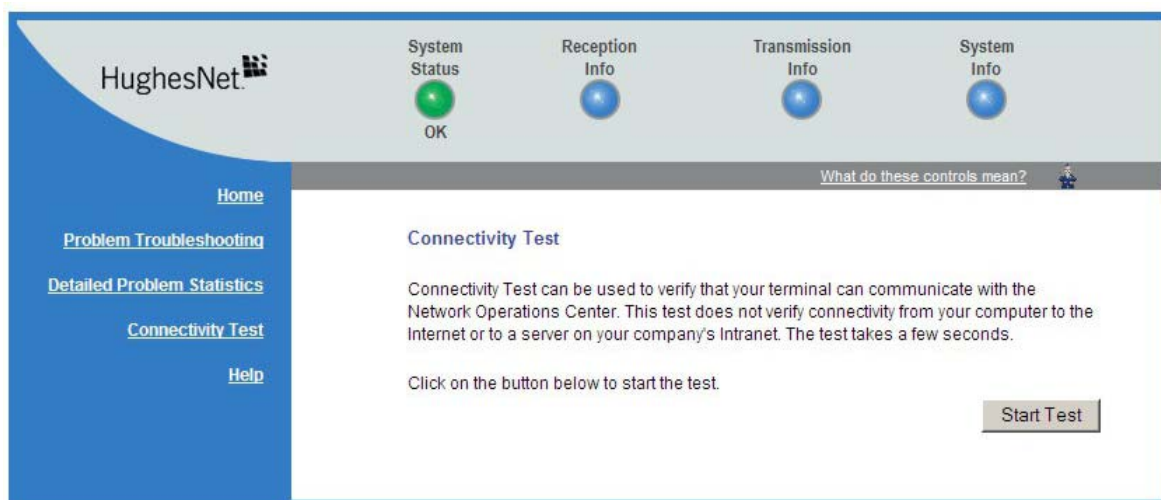 HughesNet.
System Status
OK
Reception Info
Transmission Info
System Info
What do these controls mean?
Home
Problem Troubleshooting
Detailed Problem Statistics
Connectivity Test
Help
Connectivity Test
Connectivity Test can be used to verify that your terminal can communicate with the
Network Operations Center. This test does not verify connectivity from your computer to the
Internet or to a server on your company's Intranet. The test takes a few seconds.
Click on the button below to start the test.
Start Test